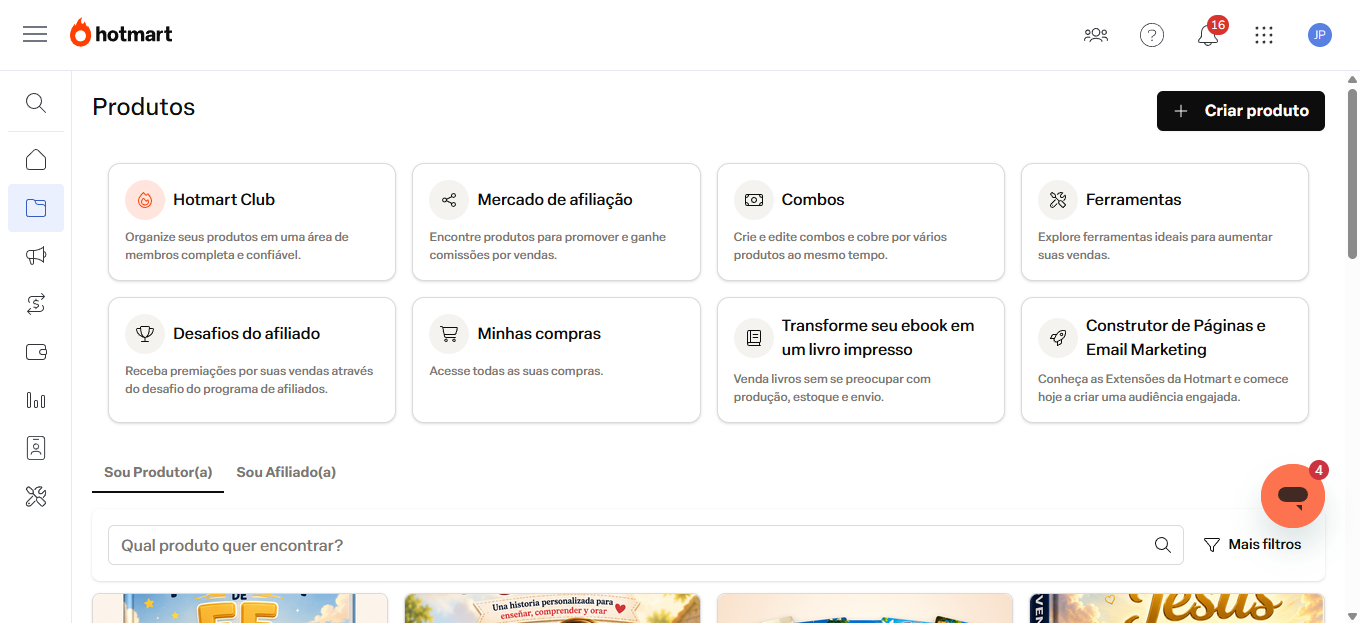 hotmart
16
JP
Produtos
Criar produto
Hotmart Club
Organize seus produtos em uma área de
membros completa e confiável.
Mercado de afiliação
Encontre produtos para promover e ganhe
comissões por vendas.
Combos
Crie e edite combos e cobre por vários
produtos ao mesmo tempo.
Ferramentas
Explore ferramentas ideais para aumentar
suas vendas.
Desafios do afiliado
Receba premiações por suas vendas através
do desafio do programa de afiliados.
Minhas compras
Acesse todas as suas compras.
Transforme seu ebook em
um livro impresso
Venda livros sem se preocupar com
produção, estoque e envio.
Construtor de Páginas e
Email Marketing
Conheça as Extensões da Hotmart e comece
hoje a criar uma audiência engajada.
Sou Produtor(a)
Sou Afiliado(a)
4
Qual produto quer encontrar?
Mais filtros
DE
Una historia personalizada para
enseñar, comprender y orar
Jesus